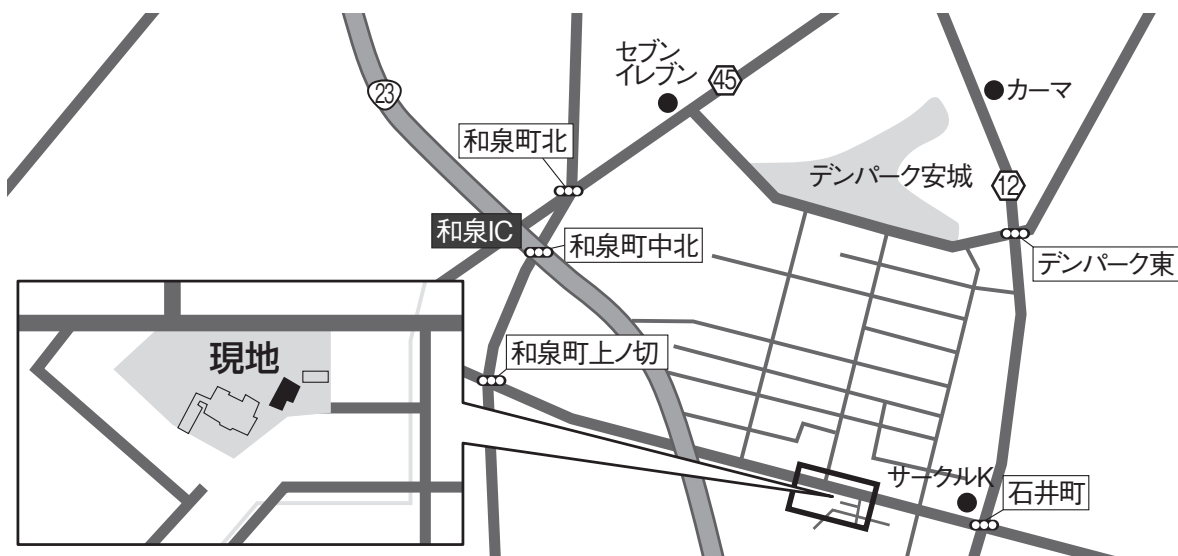 セブン
イレブン
45
23
カーマ
和泉町北
デンパーク安城
12
和泉IC
和泉町中北
デンパーク東
現地
和泉町上ノ切
サークルK
石井町